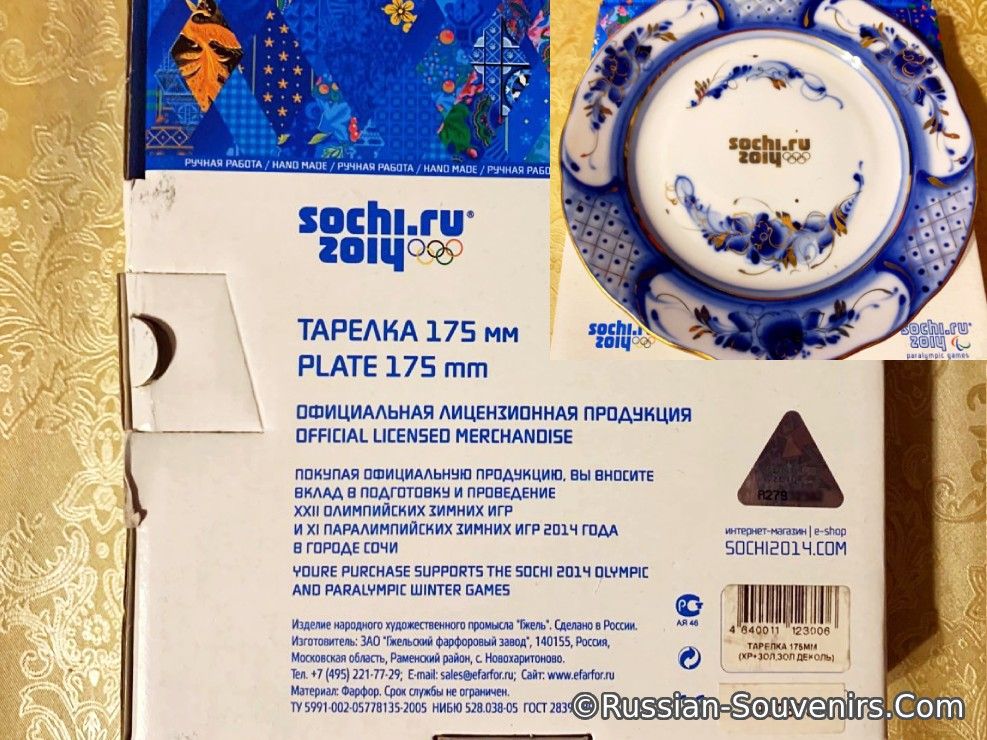 РУЧНАЯ РАБОТА / HAND MADE / РУЧНАЯ РАБОТА / HAND MADE / РУЧНАЯ РАБО
sochi.ru®
2014
ТАРЕЛКА 175 мм
PLATE 175 mm
ОФИЦИАЛЬНАЯ ЛИЦЕНЗИОННАЯ ПРОДУКЦИЯ
OFFICIAL LICENSED MERCHANDISE
ПОКУПАЯ ОФИЦИАЛЬНУЮ ПРОДУКЦИЮ, ВЫ ВНОСИТЕ
ВКЛАД В ПОДГОТОВКУ И ПРОВЕДЕНИЕ
XXII ОЛИМПИЙСКИХ ЗИМНИХ ИГР
И XI ПАРАЛИМПИЙСКИХ ЗИМНИХ ИГР 2014 ГОДА
В ГОРОДЕ СОЧИ
YOURE PURCHASE SUPPORTS THE SOCHI 2014 OLYMPIC
AND PARALYMPIC WINTER GAMES
Изделие народного художественного промысла "Гжель". Сделано в России.
Изготовитель: ЗАО "Гжельский фарфоровый завод", 140155, Россия,
Московская область, Раменский район, с. Новохаритоново.
Тел. +7 (495) 221-77-29; E-mail: sales@efarfor.ru; Сайт: www.efarfor.ru
Материал: Фарфор. Срок службы не ограничен.
ТУ 5991-002-05778135-2005 НИБЮ 528.038-05 ГОСТ 2839
sochi.ru
2014
sochi.ru
2014
sochi.ru
2014
paralympic games
A279
интернет-магазин | e-shop
SOCHI2014.COM
АЯ 46
4 640011 123006
ТАРЕЛКА 175ММ
(ХР+ЗОЛ,ЗОЛ ДЕКОЛЬ)
©Russian-Souvenirs.Com